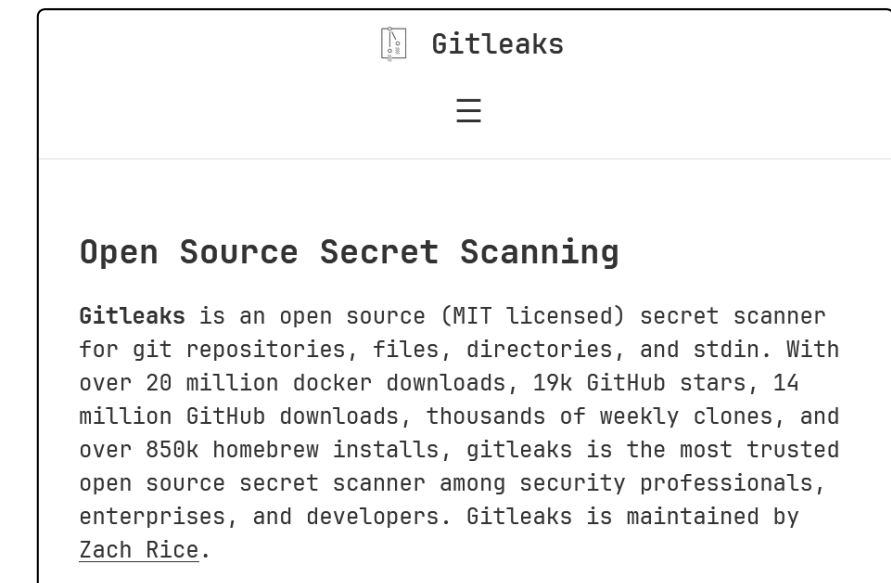 Gitleaks
Open Source Secret Scanning
Gitleaks is an open source (MIT licensed) secret scanner
for git repositories, files, directories, and stdin. With
over 20 million docker downloads, 19k GitHub stars, 14
million GitHub downloads, thousands of weekly clones, and
over 850k homebrew installs, gitleaks is the most trusted
open source secret scanner among security professionals,
enterprises, and developers. Gitleaks is maintained by
Zach Rice.